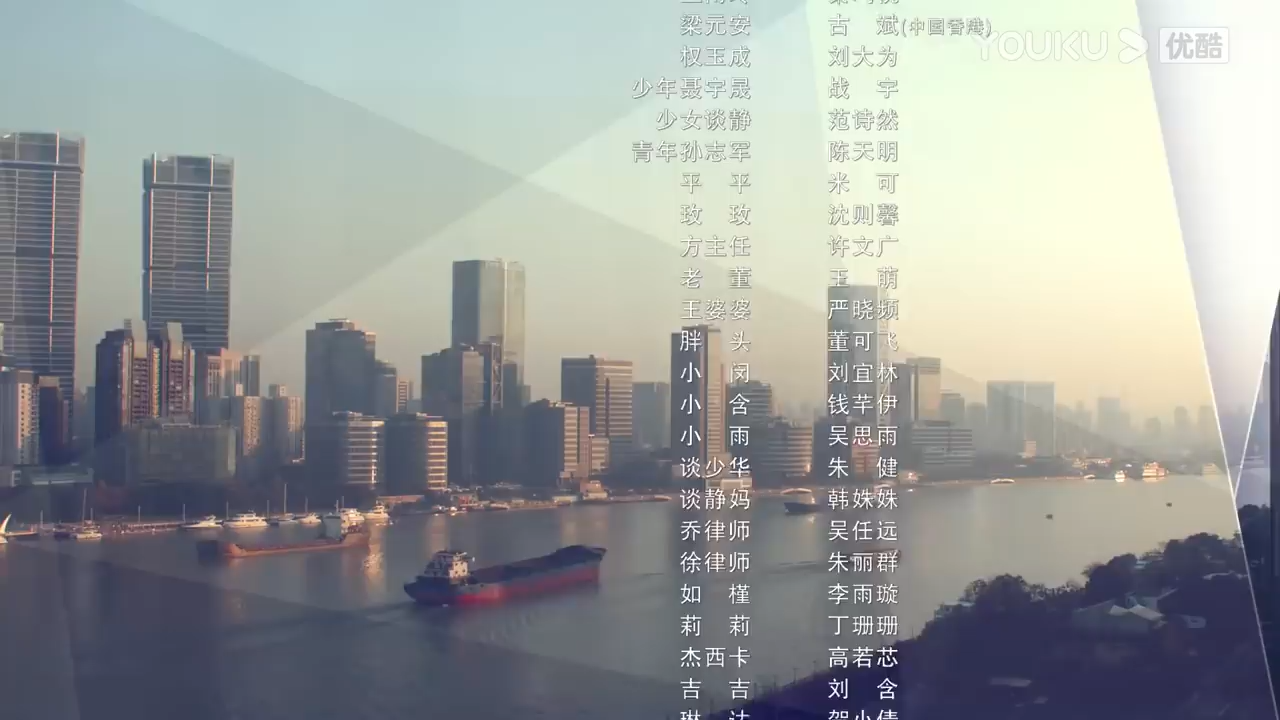 梁元安 古 斌(中国香港)
YOUKU 优酷
权玉成 刘大为
少年聂宇晟 战 宇
少女谈静 范诗然
青年孙志军 陈天明
平 平 米 可
玫 玫 沈则馨
方主任 许文广
老 董 王 萌
王婆婆 严晓频
胖 头 董可飞
小 闵 刘宜林
小 含 钱芊伊
小 雨 吴思雨
谈少华 朱 健
谈静妈 韩姝姝
乔律师 吴任远
徐律师 朱丽群
如 槿 李雨璇
莉 莉 丁珊珊
杰西卡 高若芯
吉 吉 刘 含